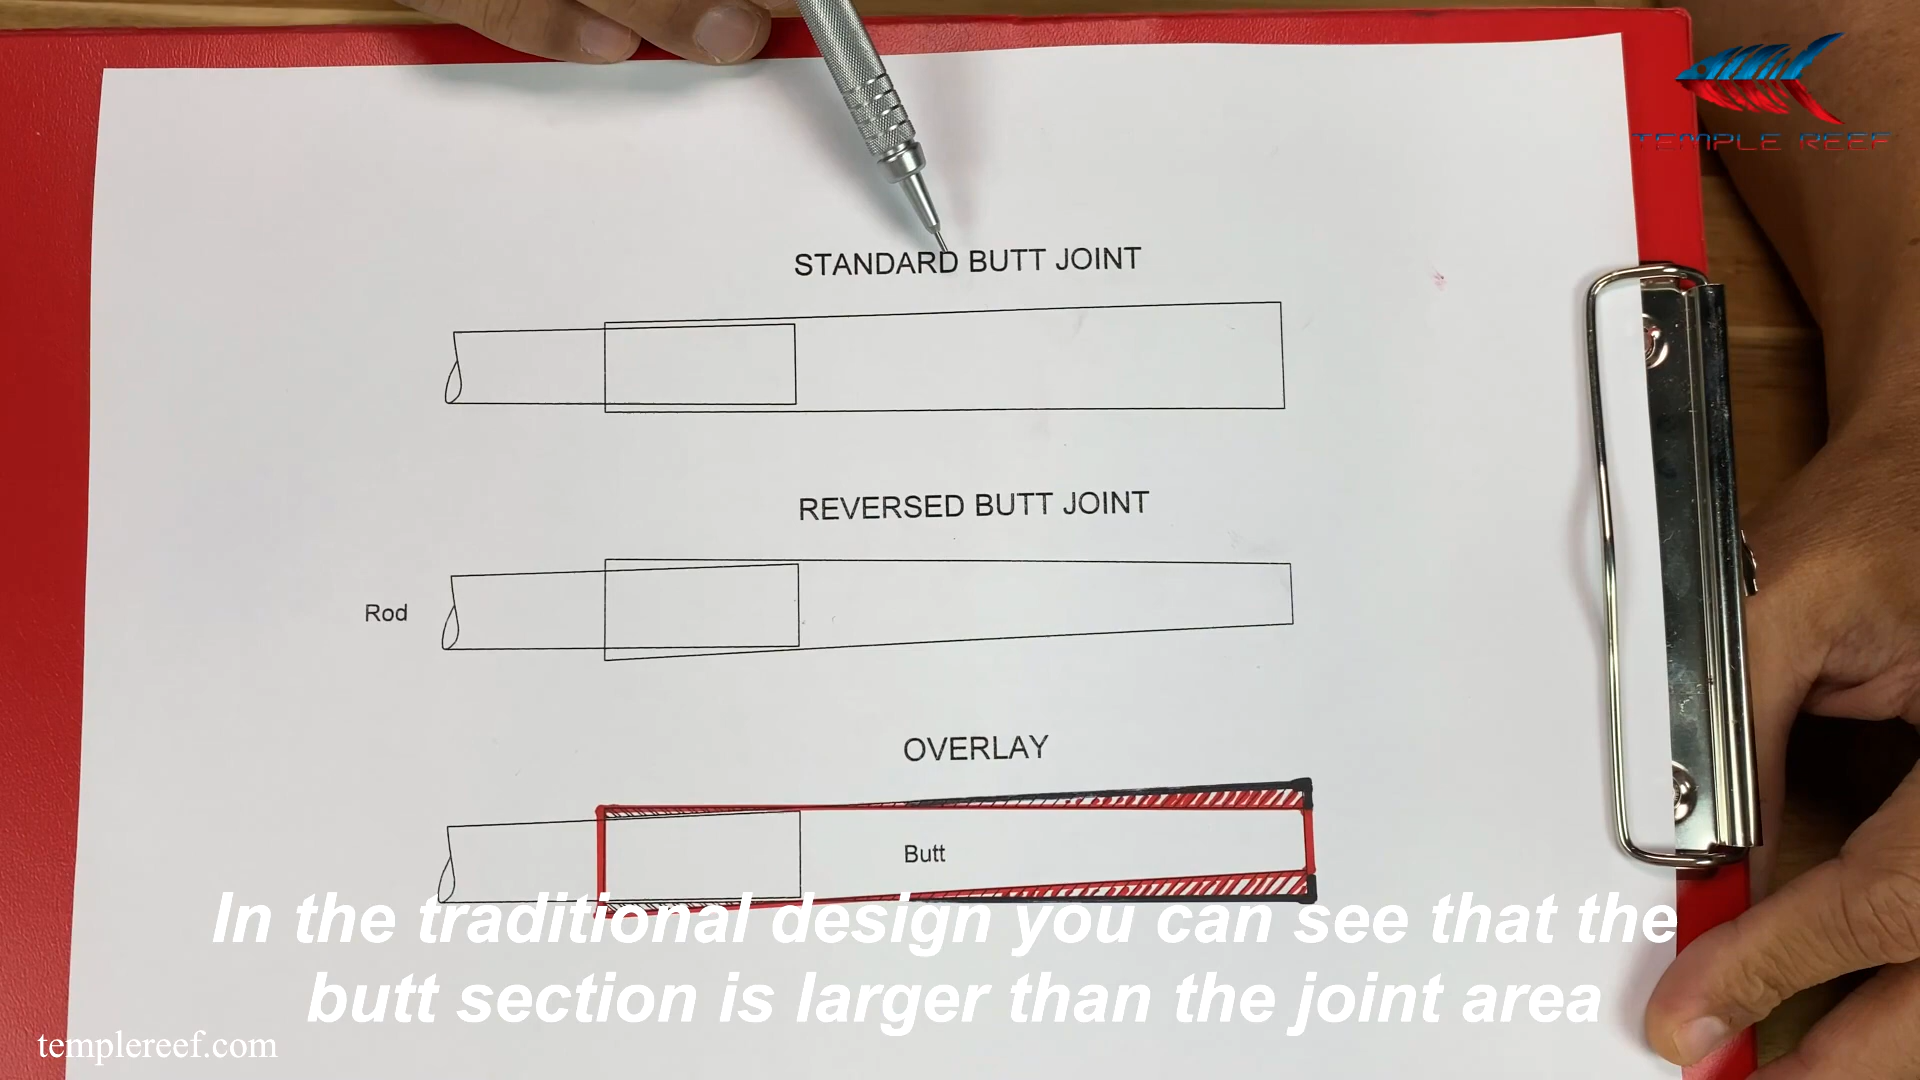 TEMPLE REEF
STANDARD BUTT JOINT
REVERSED BUTT JOINT
Rod
OVERLAY
Butt
In the traditional design you can see that the
butt section is larger than the joint area
templereef.com